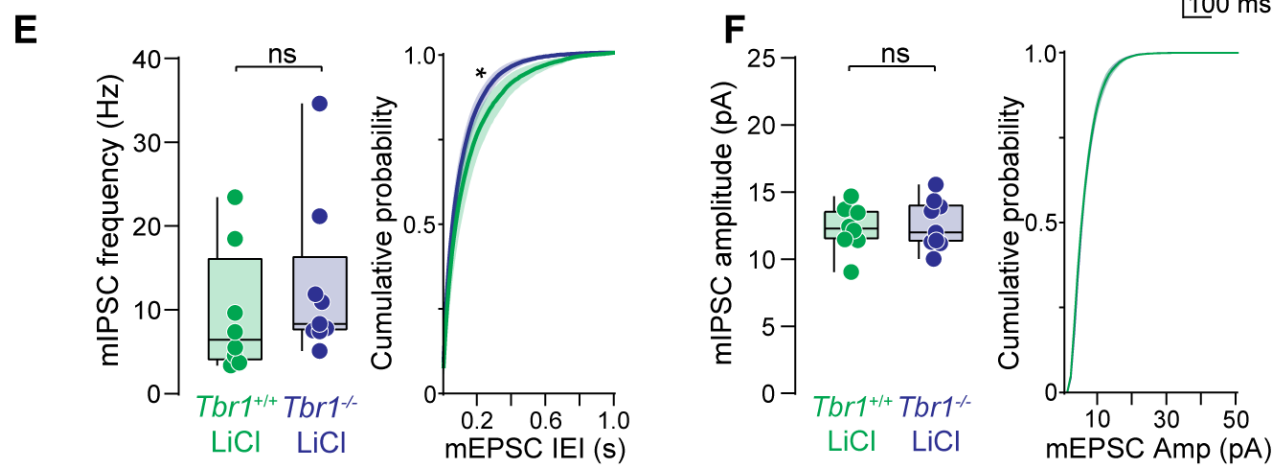 100 ms
E
ns
mIPSC frequency (Hz)
40
30
20
10
0
Tbr1+/+ Tbr1-/-
LiCl LiCl
*
Cumulative probability
1.0
0.5
0
0.2 0.6 1.0
mEPSC IEI (s)
F
ns
mIPSC amplitude (pA)
25
20
15
10
5
0
Tbr1+/+ Tbr1-/-
LiCl LiCl
Cumulative probability
1.0
0.5
0
10 30 50
mEPSC Amp (pA)